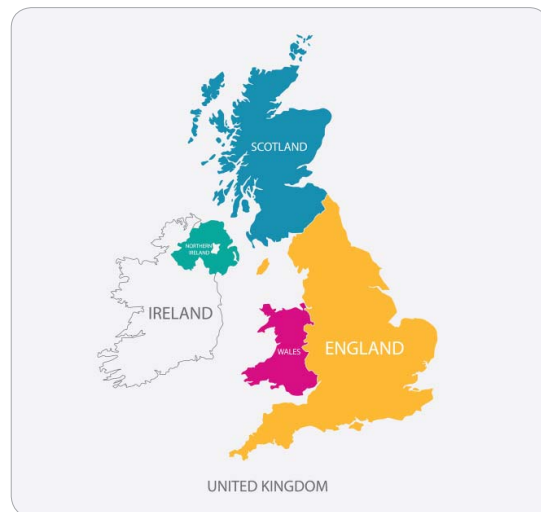 SCOTLAND
NORTHERN
IRELAND
IRELAND
WALES
ENGLAND
UNITED KINGDOM